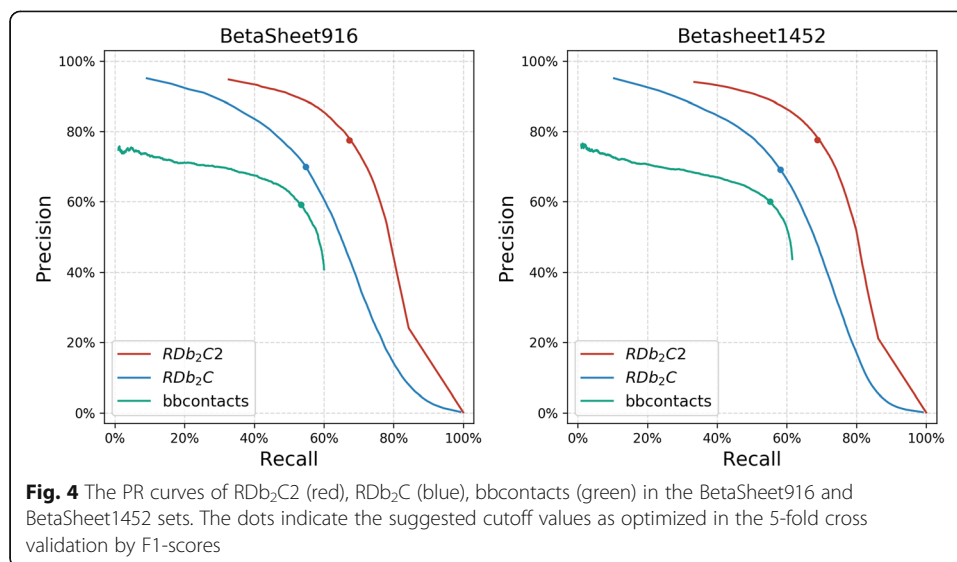 BetaSheet916
Precision
100%
80%
60%
40%
20%
0%
RDb₂C2
RDb₂C
bbcontacts
0%
20%
40%
60%
80%
100%
Recall
Betasheet1452
Precision
100%
80%
60%
40%
20%
0%
RDb₂C2
RDb₂C
bbcontacts
0%
20%
40%
60%
80%
100%
Recall
Fig. 4 The PR curves of RDb₂C2 (red), RDb₂C (blue), bbcontacts (green) in the BetaSheet916 and
BetaSheet1452 sets. The dots indicate the suggested cutoff values as optimized in the 5-fold cross
validation by F1-scores